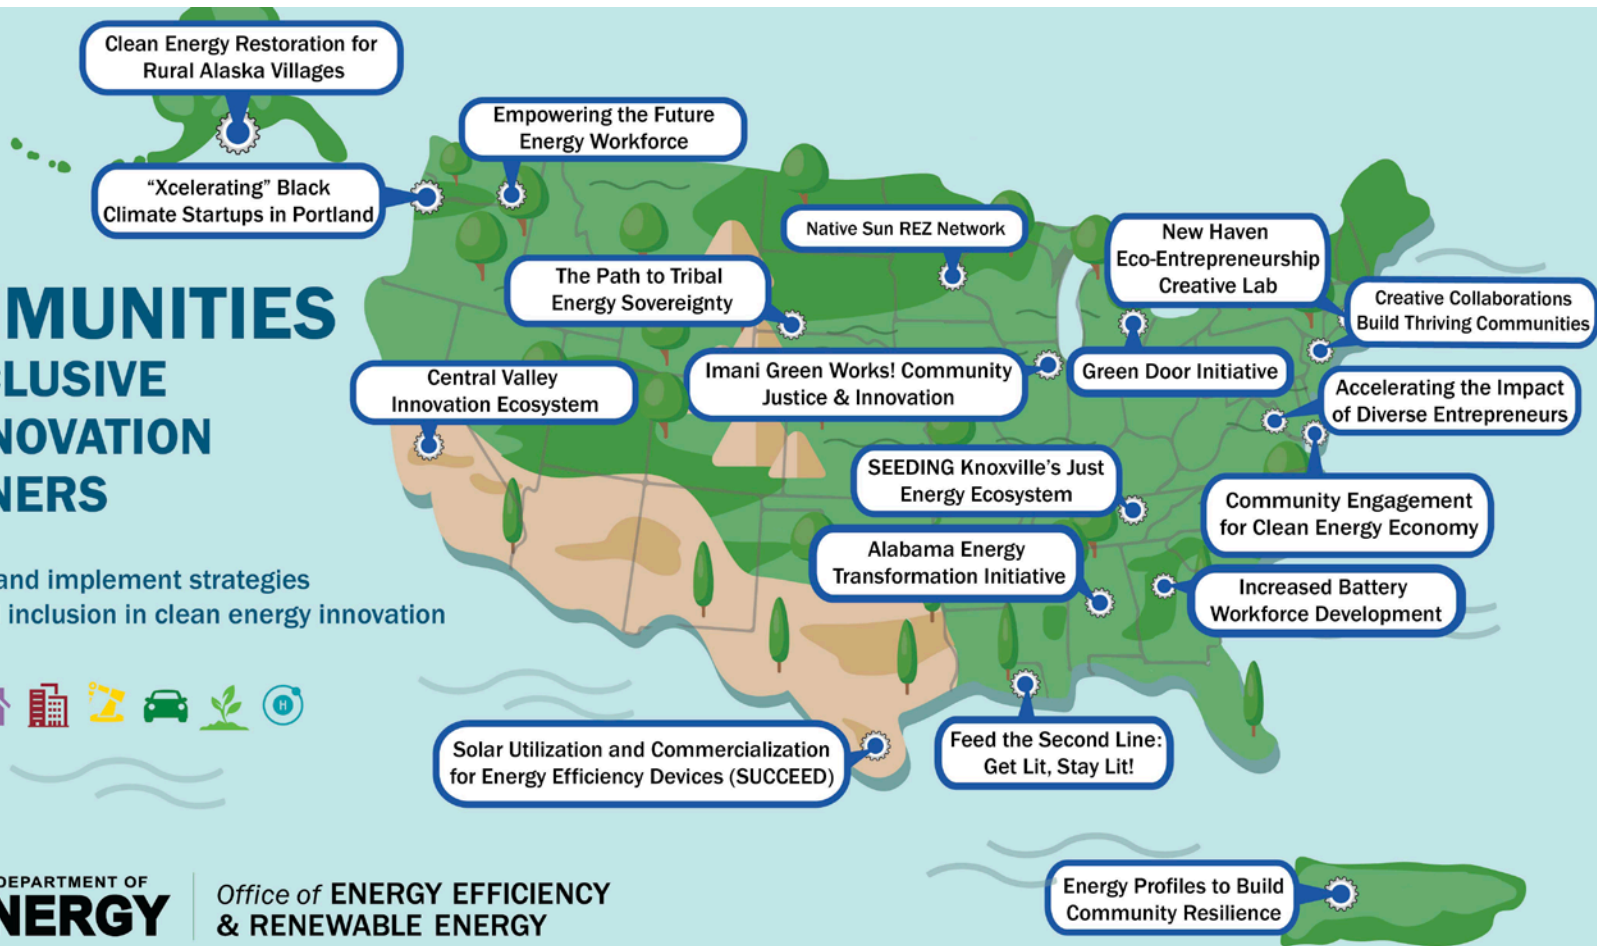 Clean Energy Restoration for
Rural Alaska Villages
Empowering the Future
Energy Workforce
“Xcelerating” Black
Climate Startups in Portland
Native Sun REZ Network
New Haven
Eco-Entrepreneurship
Creative Lab
The Path to Tribal
Energy Sovereignty
Creative Collaborations
Build Thriving Communities
MUNITIES
LUSIVE
NOVATION
NERS
Central Valley
Innovation Ecosystem
Imani Green Works! Community
Justice & Innovation
Green Door Initiative
Accelerating the Impact
of Diverse Entrepreneurs
SEEDING Knoxville’s Just
Energy Ecosystem
Community Engagement
for Clean Energy Economy
Alabama Energy
Transformation Initiative
Increased Battery
Workforce Development
and implement strategies
inclusion in clean energy innovation
H
Solar Utilization and Commercialization
for Energy Efficiency Devices (SUCCEED)
Feed the Second Line:
Get Lit, Stay Lit!
Energy Profiles to Build
Community Resilience
DEPARTMENT OF
NERGY
Office of ENERGY EFFICIENCY
& RENEWABLE ENERGY